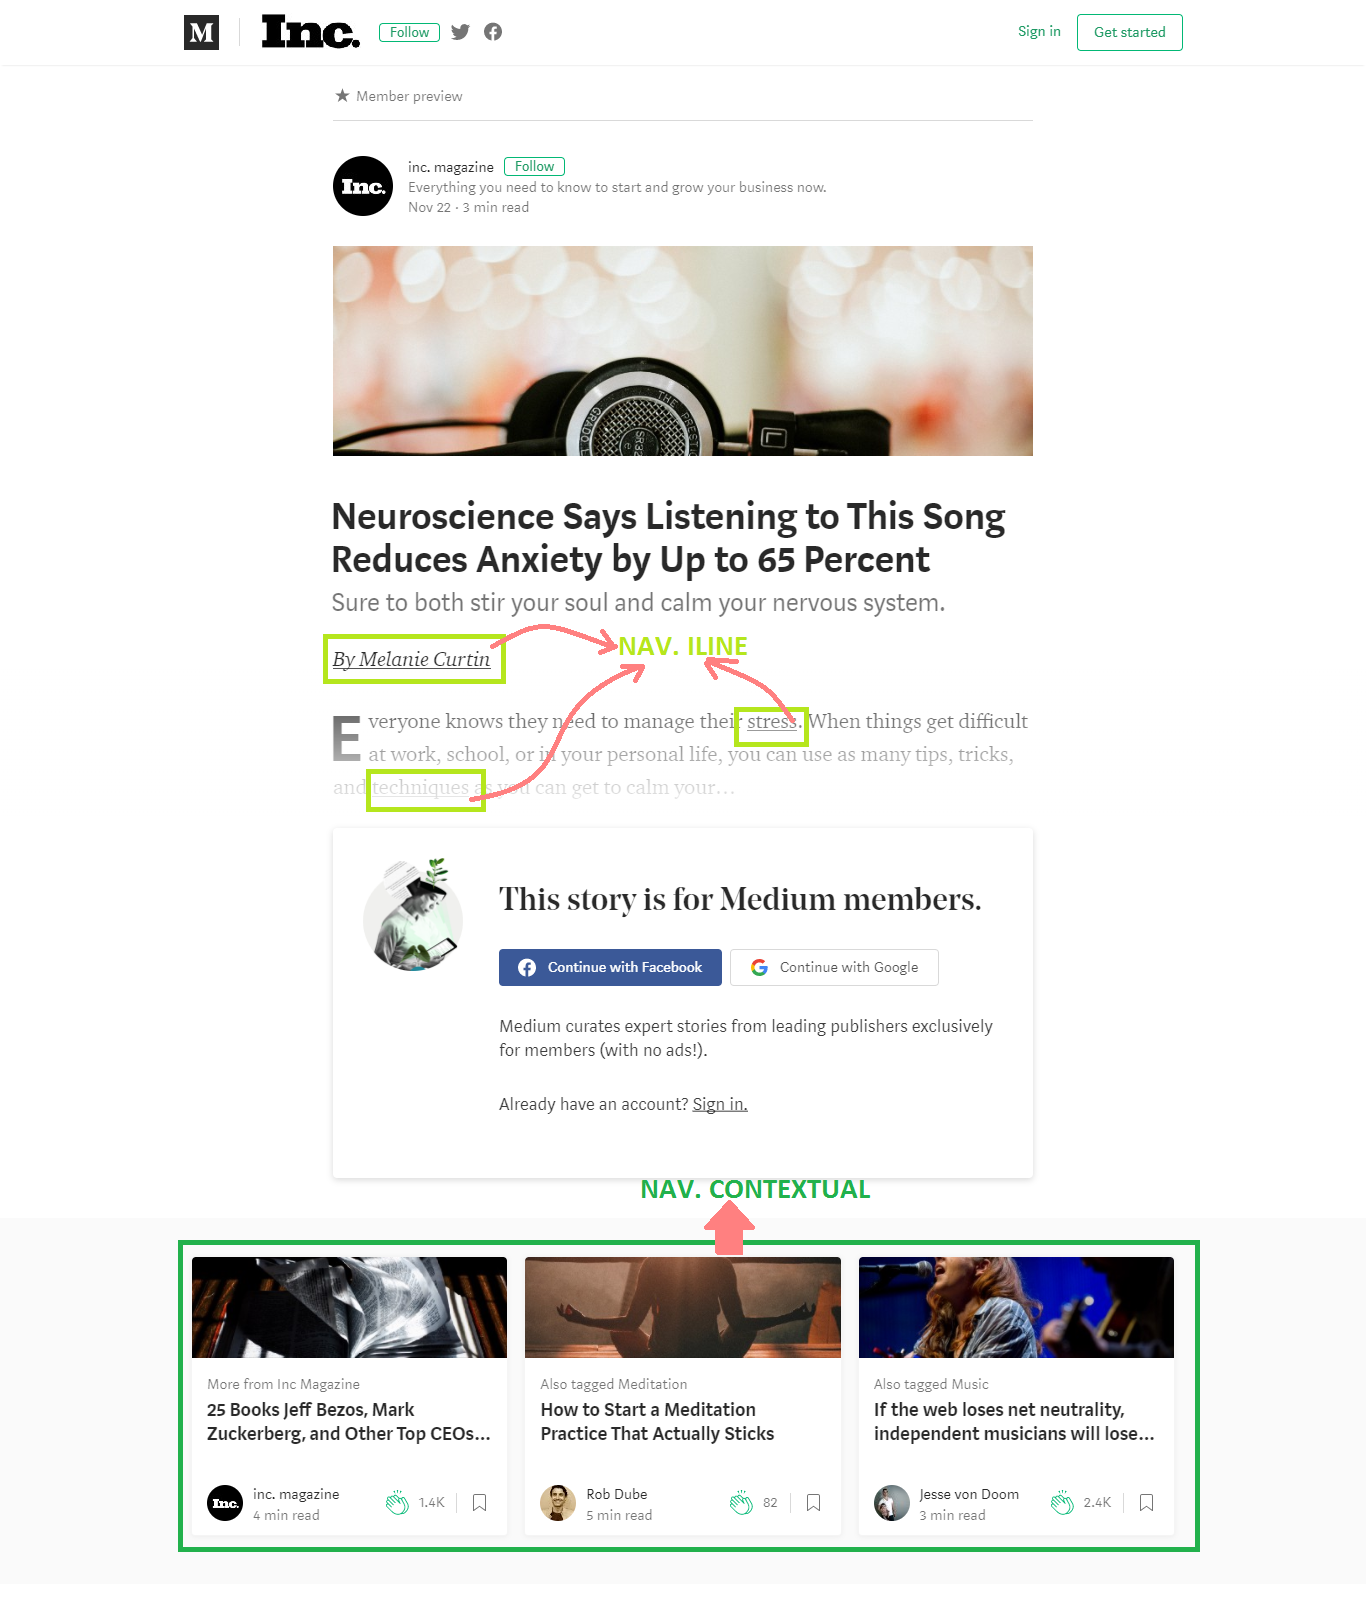 M Inc. Follow Sign in Get started
Member preview
Inc. inc. magazine Follow
Everything you need to know to start and grow your business now.
Nov 22 · 3 min read
THE PRESTIGE
GRADO
SR325
e
L
Neuroscience Says Listening to This Song
Reduces Anxiety by Up to 65 Percent
Sure to both stir your soul and calm your nervous system.
NAV. ILINE
By Melanie Curtin
Everyone knows they need to manage their stress. When things get difficult
at work, school, or in your personal life, you can use as many tips, tricks,
and techniques as you can get to calm your…
This story is for Medium members.
Continue with Facebook
Continue with Google
Medium curates expert stories from leading publishers exclusively
for members (with no ads!).
Already have an account? Sign in.
NAV. CONTEXTUAL
More from Inc Magazine
25 Books Jeff Bezos, Mark
Zuckerberg, and Other Top CEOs…
Inc. inc. magazine
4 min read
1.4K
Also tagged Meditation
How to Start a Meditation
Practice That Actually Sticks
Rob Dube
5 min read
82
Also tagged Music
If the web loses net neutrality,
independent musicians will lose…
Jesse von Doom
3 min read
2.4K